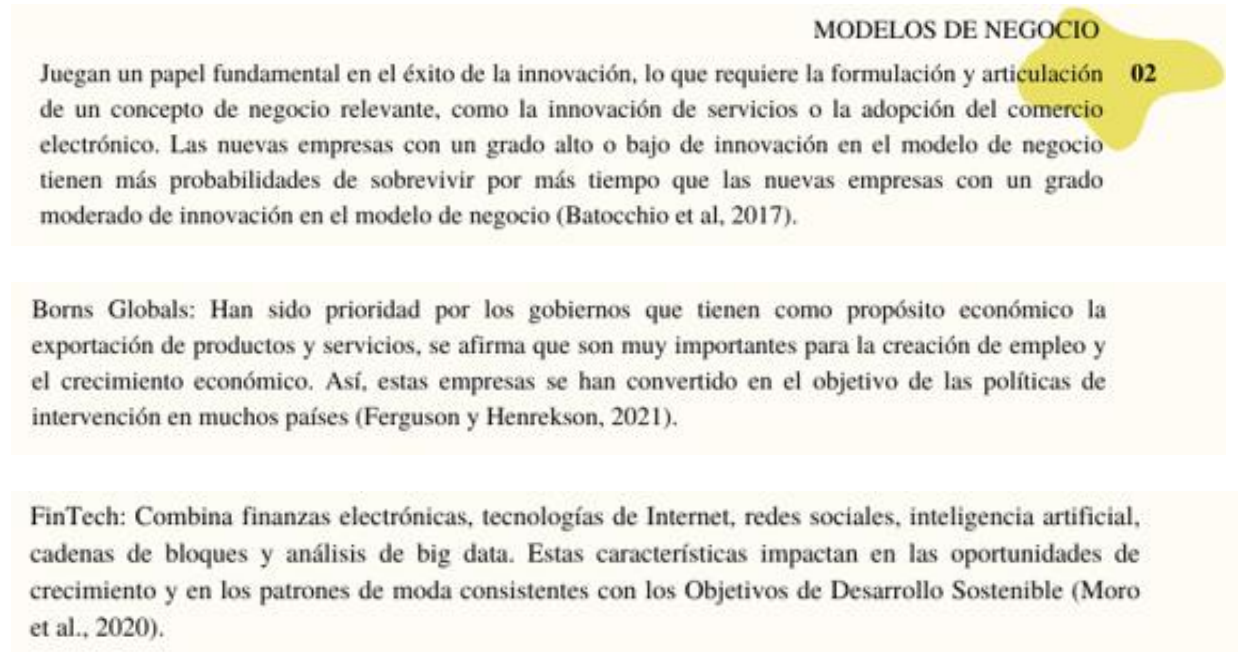 MODELOS DE NEGOCIO
Juegan un papel fundamental en el éxito de la innovación, lo que requiere la formulación y articulación 02
de un concepto de negocio relevante, como la innovación de servicios o la adopción del comercio
electrónico. Las nuevas empresas con un grado alto o bajo de innovación en el modelo de negocio
tienen más probabilidades de sobrevivir por más tiempo que las nuevas empresas con un grado
moderado de innovación en el modelo de negocio (Batocchio et al, 2017).
Borns Globals: Han sido prioridad por los gobiernos que tienen como propósito económico la
exportación de productos y servicios, se afirma que son muy importantes para la creación de empleo y
el crecimiento económico. Así, estas empresas se han convertido en el objetivo de las políticas de
intervención en muchos países (Ferguson y Henrekson, 2021).
FinTech: Combina finanzas electrónicas, tecnologías de Internet, redes sociales, inteligencia artificial,
cadenas de bloques y análisis de big data. Estas características impactan en las oportunidades de
crecimiento y en los patrones de moda consistentes con los Objetivos de Desarrollo Sostenible (Moro
et al., 2020).